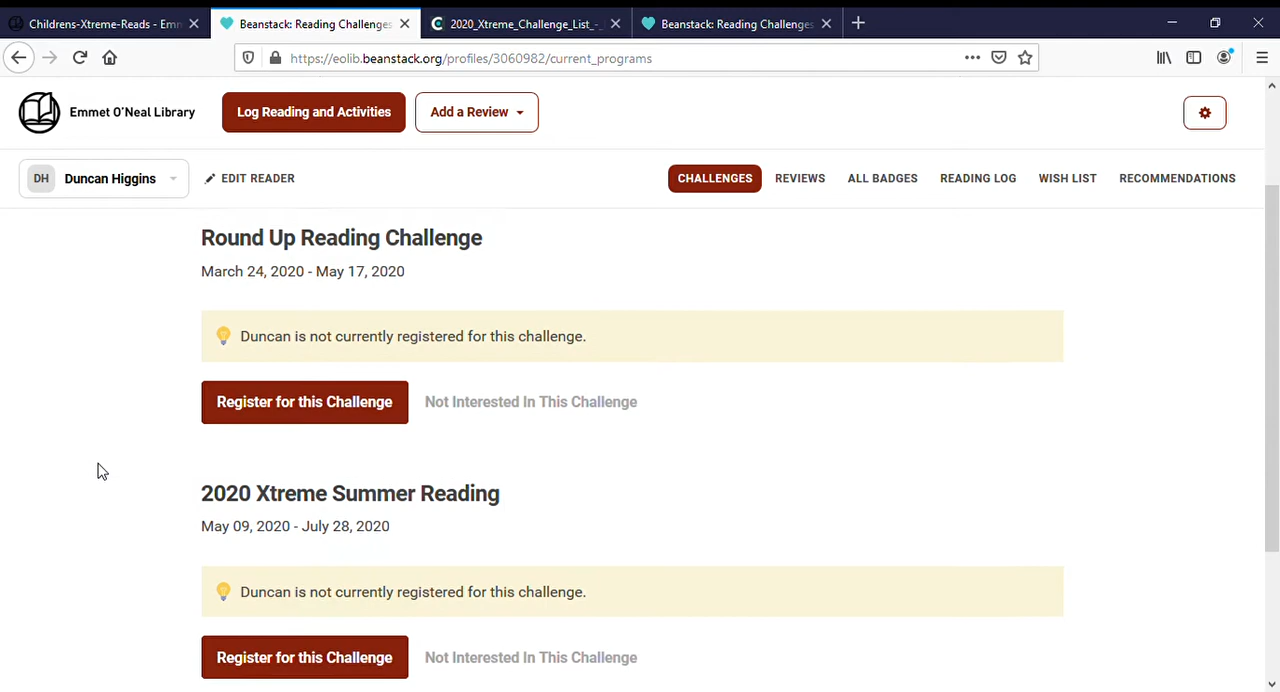 Childrens-Xtreme-Reads - Emm
Beanstack: Reading Challenges
2020_Xtreme_Challenge_List_-
Beanstack: Reading Challenges
https://eolib.beanstack.org/profiles/3060982/current_programs
Emmet O'Neal Library
Log Reading and Activities
Add a Review
DH Duncan Higgins
EDIT READER
CHALLENGES
REVIEWS
ALL BADGES
READING LOG
WISH LIST
RECOMMENDATIONS
Round Up Reading Challenge
March 24, 2020 - May 17, 2020
Duncan is not currently registered for this challenge.
Register for this Challenge
Not Interested In This Challenge
2020 Xtreme Summer Reading
May 09, 2020 - July 28, 2020
Duncan is not currently registered for this challenge.
Register for this Challenge
Not Interested In This Challenge